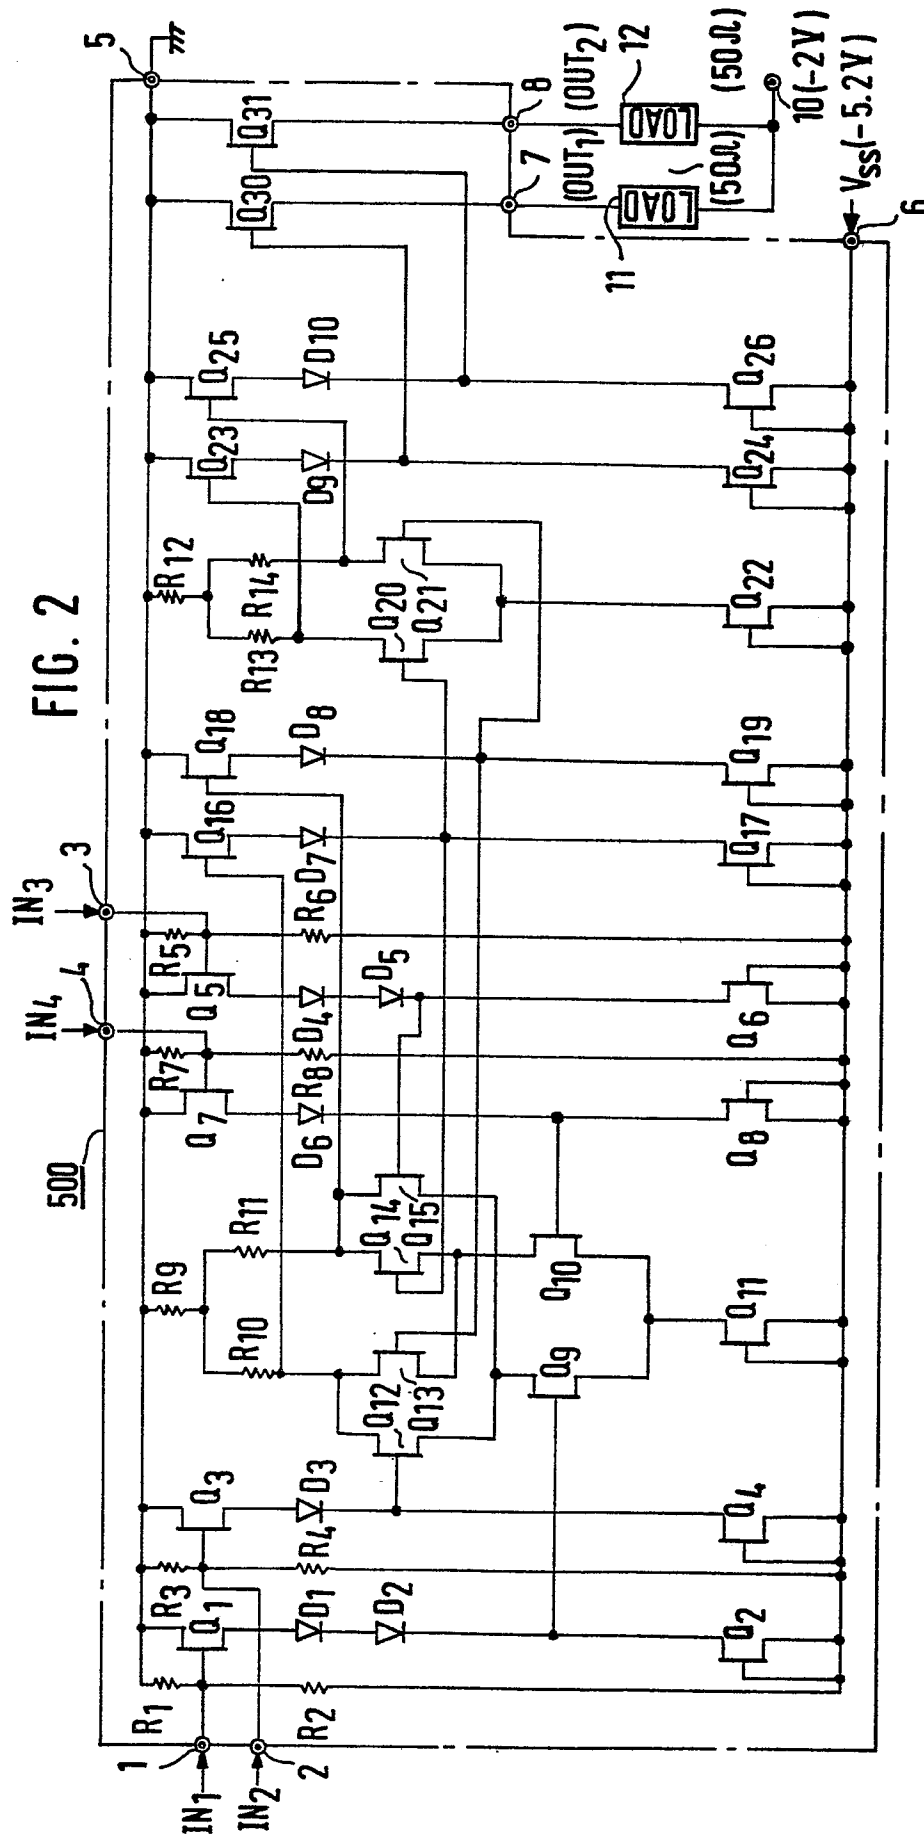 FIG. 2
500
IN4
4
IN3
3
5
R1
R3
Q1
Q3
R9
R10
R11
R7
Q7
R5
Q5
Q16
Q18
R12
R13
R14
Q23
Q25
Q30
Q31
1
IN1
IN2
2
R2
D1
R4
D3
D2
Q12
Q13
Q14
Q15
D6
R8
D4
D5
R6
D7
D8
Q20
Q21
D9
D10
7
8
(OUT1)
(OUT2)
11
LOAD
12
LOAD
(50Ω)
(50Ω)
10(-2V)
Q9
Q10
Q2
Q4
Q11
Q8
Q6
Q17
Q19
Q22
Q24
Q26
VSS(-5.2V)
6